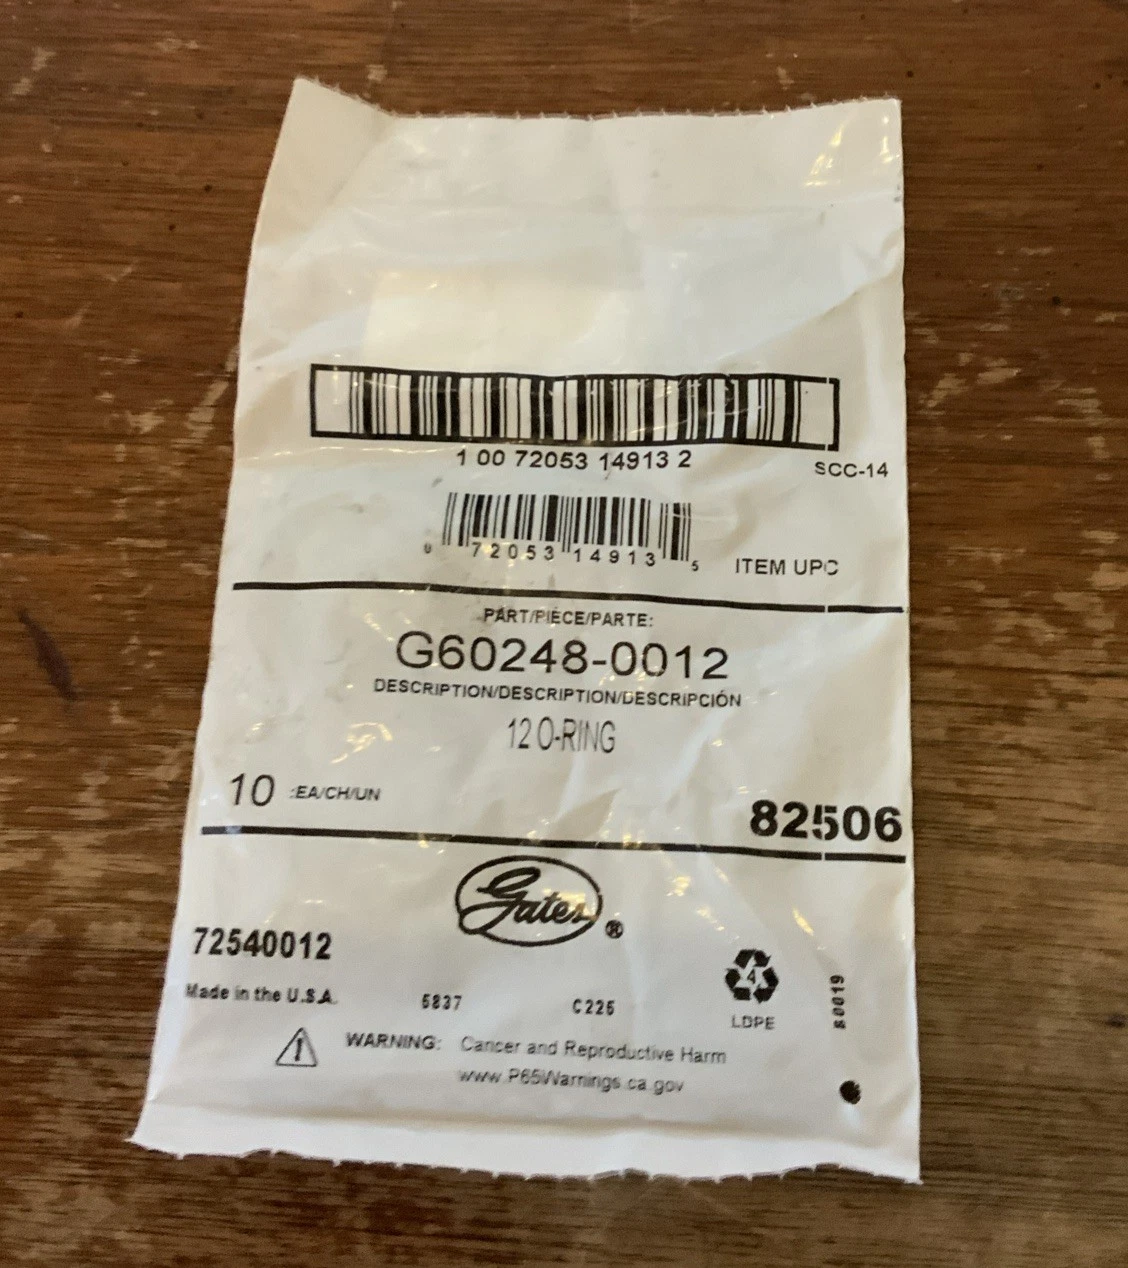 1 00 72053 14913 2
SCC-14
0 72053 14913 5
ITEM UPC
PART/PIÈCE/PARTE:
G60248-0012
DESCRIPTION/DESCRIPTION/DESCRIPCIÓN
12 O-RING
10 :EA/CH/UN
82506
Gates®
72540012
Made in the U.S.A.
5837
C225
4
LDPE
s0019
WARNING: Cancer and Reproductive Harm
www.P65Warnings.ca.gov